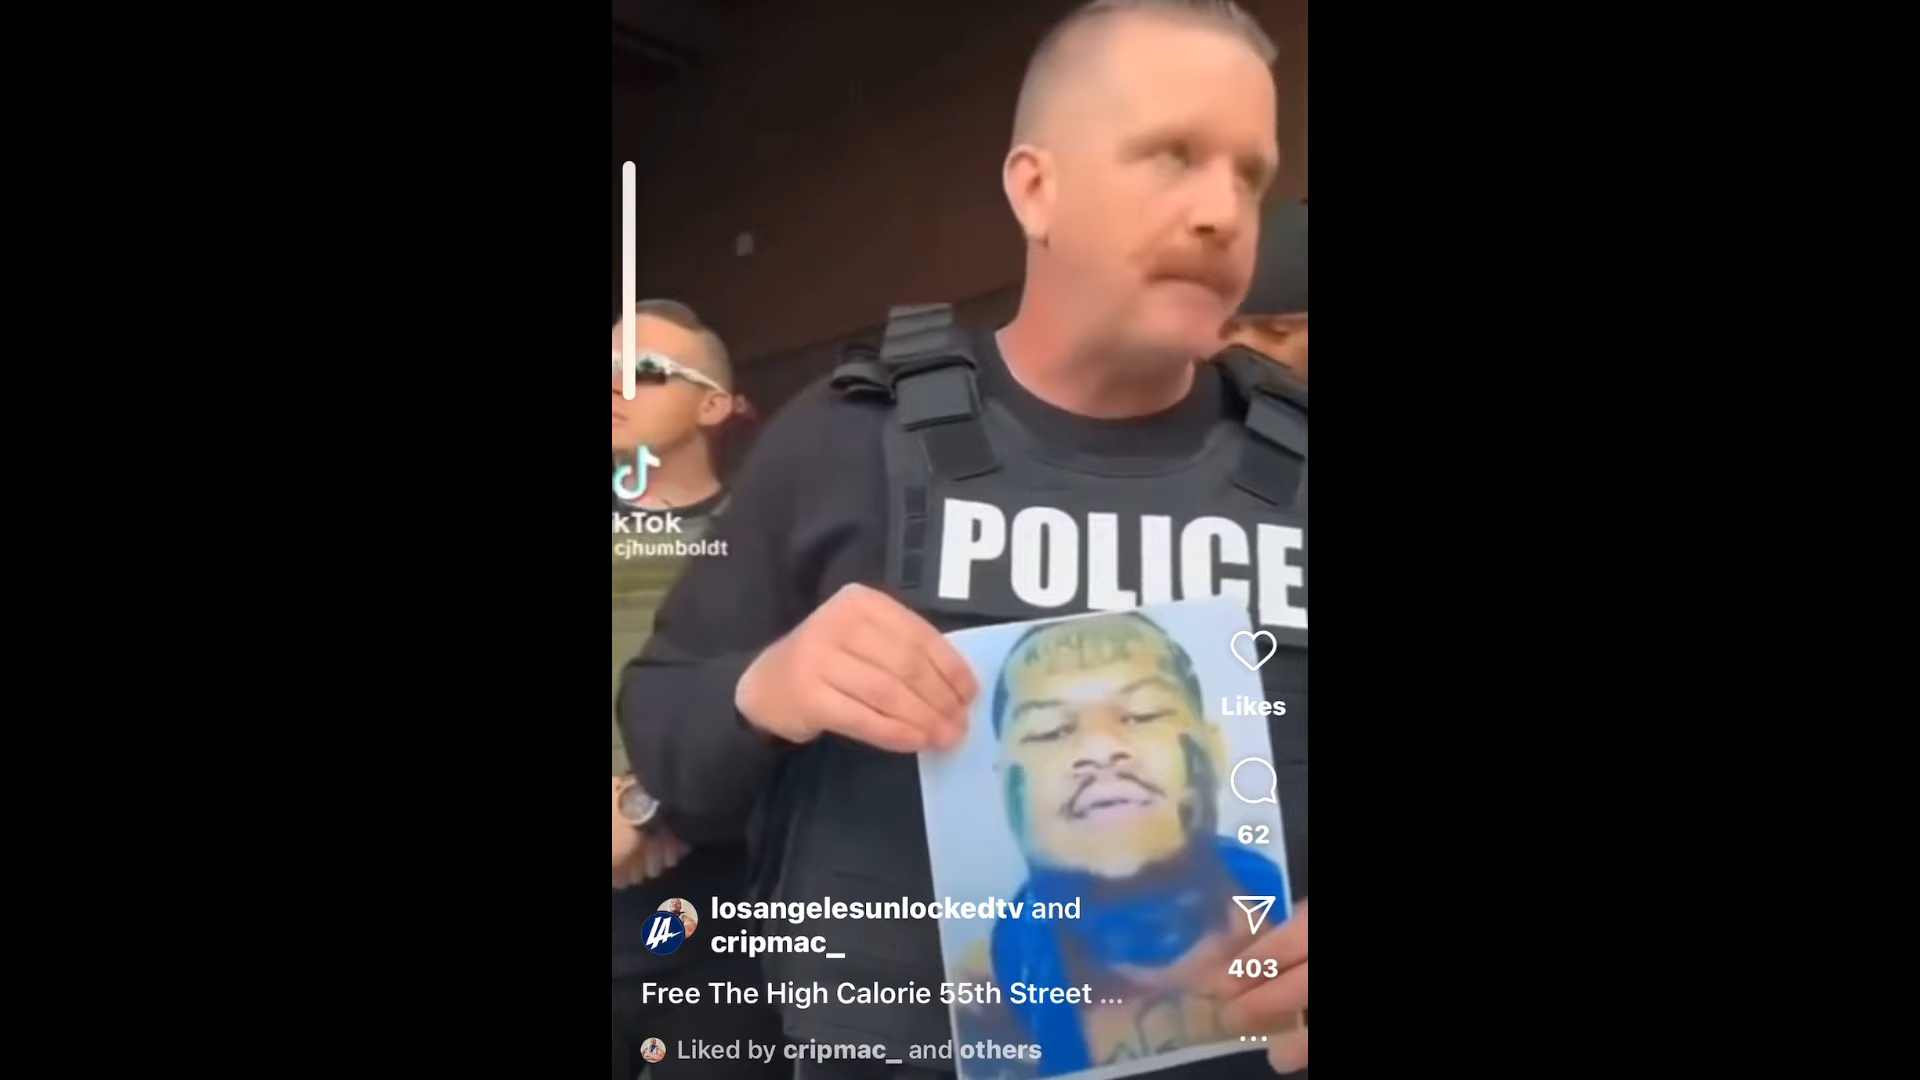 kTok
cjhumboldt
POLICE
Likes
62
losangelesunlockedtv and
cripmac_
403
Free The High Calorie 55th Street ...
Liked by cripmac_ and others